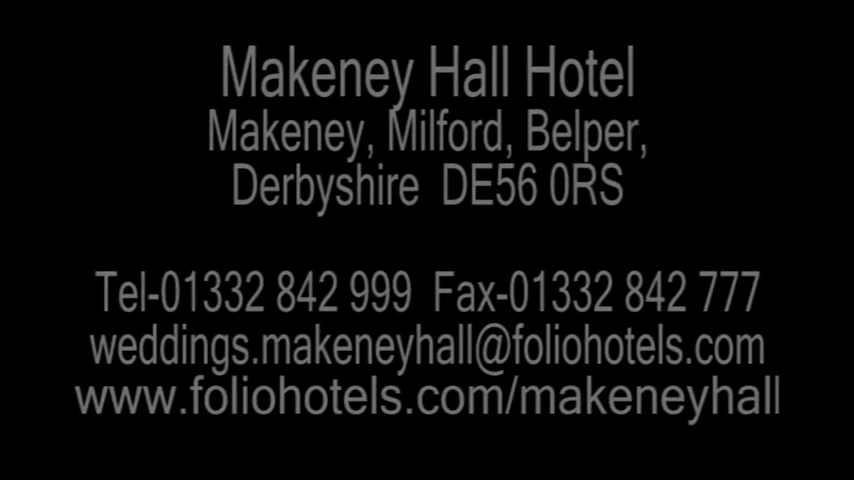 Makeney Hall Hotel
Makeney, Milford, Belper,
Derbyshire  DE56 0RS
Tel-01332 842 999  Fax-01332 842 777
weddings.makeneyhall@foliohotels.com
www.foliohotels.com/makeneyhall